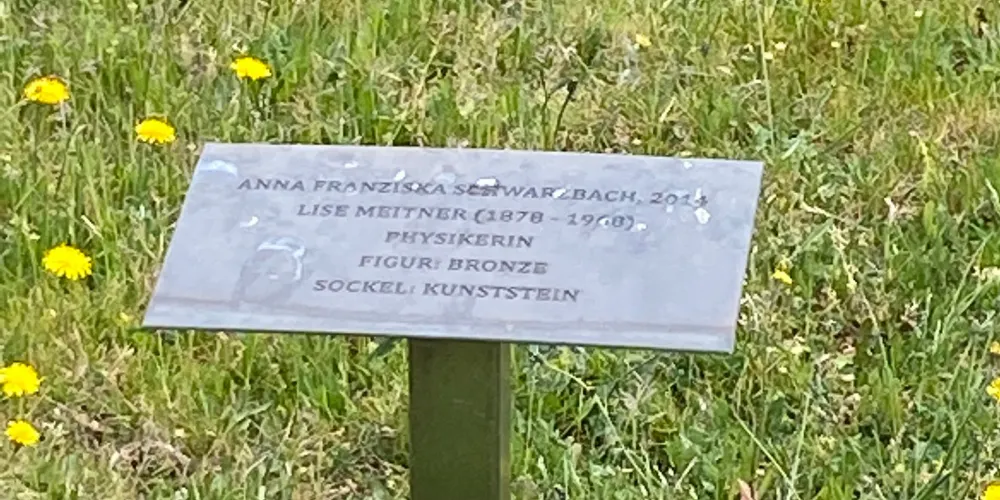 ANNA FRANZISKA SCHWARZBACH, 2014
LISE MEITNER (1878 - 1968),
PHYSIKERIN
FIGUR: BRONZE
SOCKEL: KUNSTSTEIN